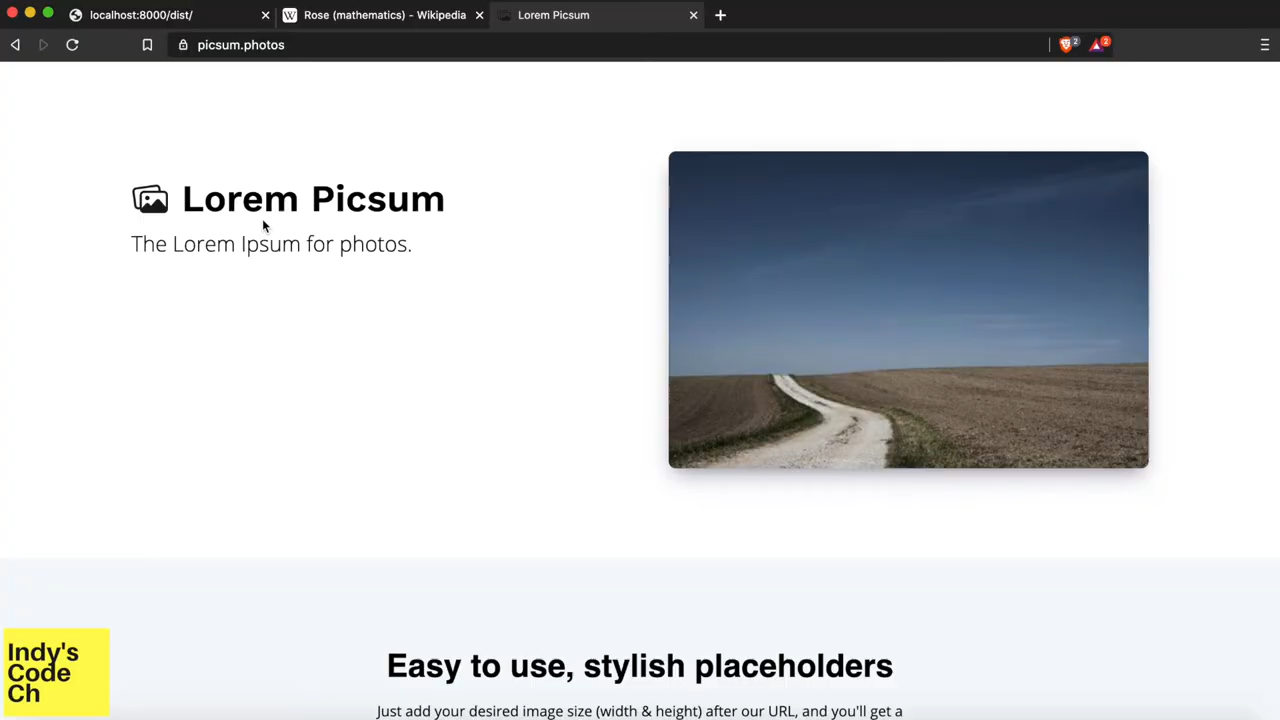 localhost:8000/dist/
Rose (mathematics) - Wikipedia
Lorem Picsum
picsum.photos
2
2
Lorem Picsum
The Lorem Ipsum for photos.
Easy to use, stylish placeholders
Just add your desired image size (width & height) after our URL, and you'll get a
Indy's
Code
Ch